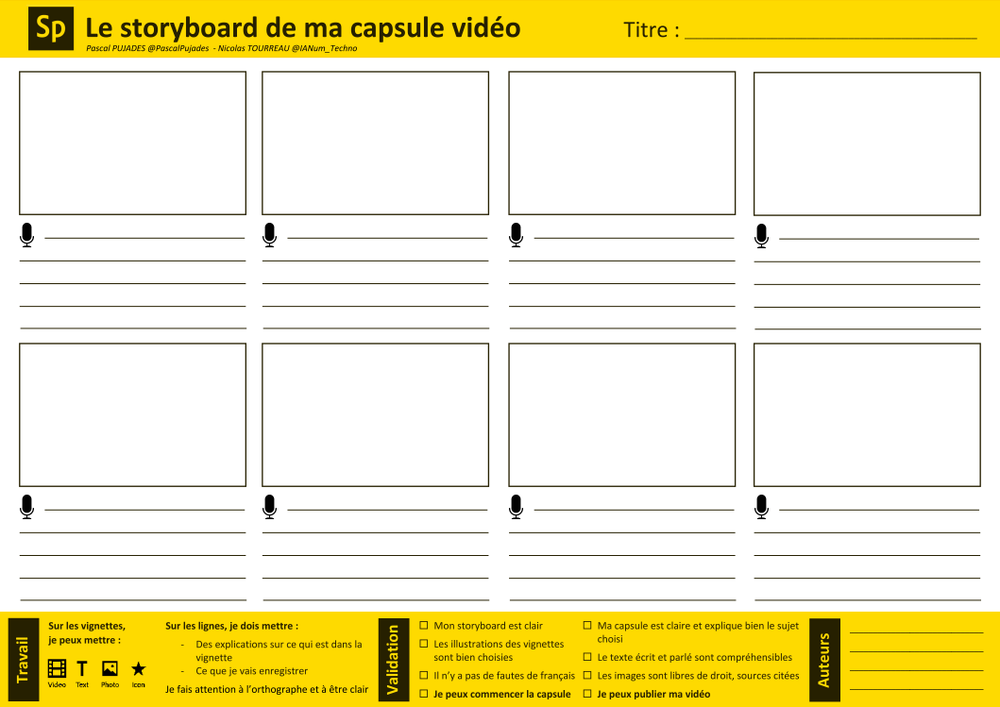 Sp
Le storyboard de ma capsule vidéo
Pascal PUJADES @PascalPujades - Nicolas TOURREAU @IANum_Techno
Titre :
Travail
Sur les vignettes,
je peux mettre :
Video Text Photo Icon
Sur les lignes, je dois mettre :
- Des explications sur ce qui est dans la
vignette
- Ce que je vais enregistrer
Je fais attention à l’orthographe et à être clair
Validation
Mon storyboard est clair
Les illustrations des vignettes
sont bien choisies
Il n’y a pas de fautes de français
Je peux commencer la capsule
Ma capsule est claire et explique bien le sujet
choisi
Le texte écrit et parlé sont compréhensibles
Les images sont libres de droit, sources citées
Je peux publier ma vidéo
Auteurs